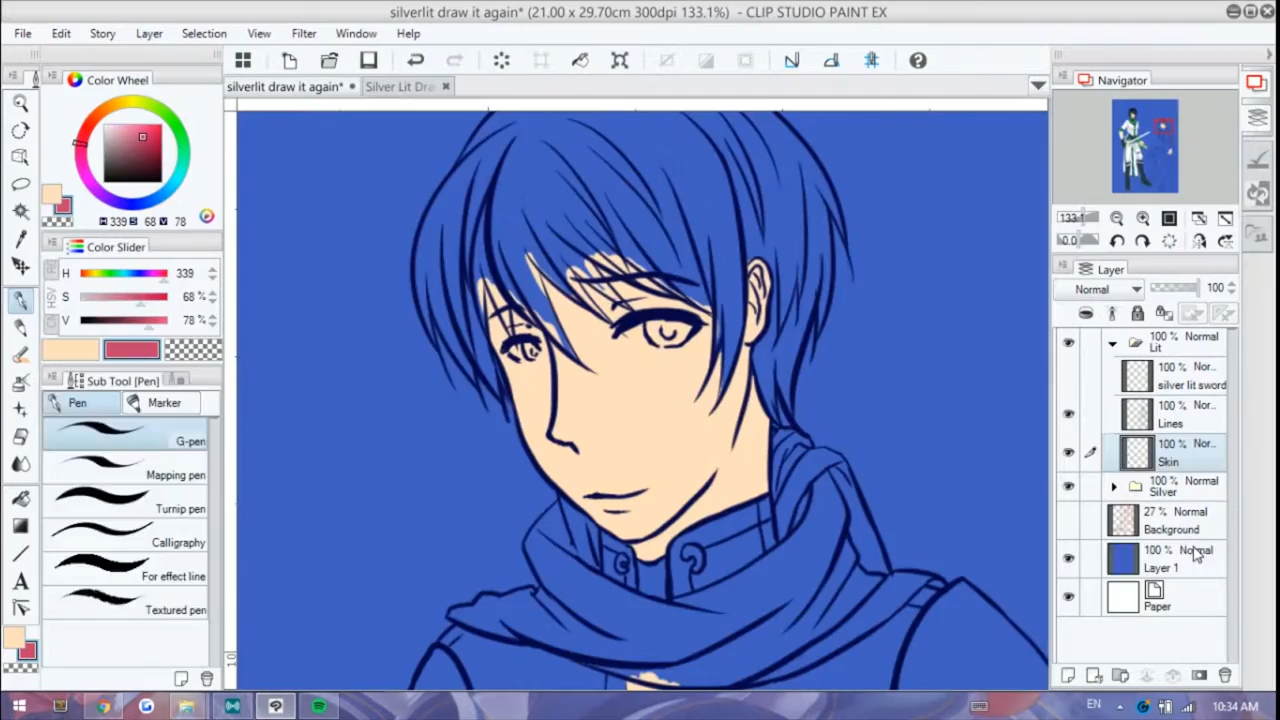 silverlit draw it again* (21.00 x 29.70cm 300dpi 133.1%) - CLIP STUDIO PAINT EX
File Edit Story Layer Selection View Filter Window Help
silverlit draw it again* Silver Lit Dra
Color Wheel
H 339 S 68 V 78
Color Slider
H 339
S 68 %
V 78 %
HSV
Sub Tool [Pen]
Pen Marker
G-pen
Mapping pen
Turnip pen
Calligraphy
For effect line
Textured pen
Navigator
133.1
0.0
Layer
Normal 100
100 % Normal
Lit
100 % Nor...
silver lit sword
100 % Nor...
Lines
100 % Nor...
Skin
100 % Normal
Silver
27 % Normal
Background
100 % Normal
Layer 1
Paper
EN 10:34 AM